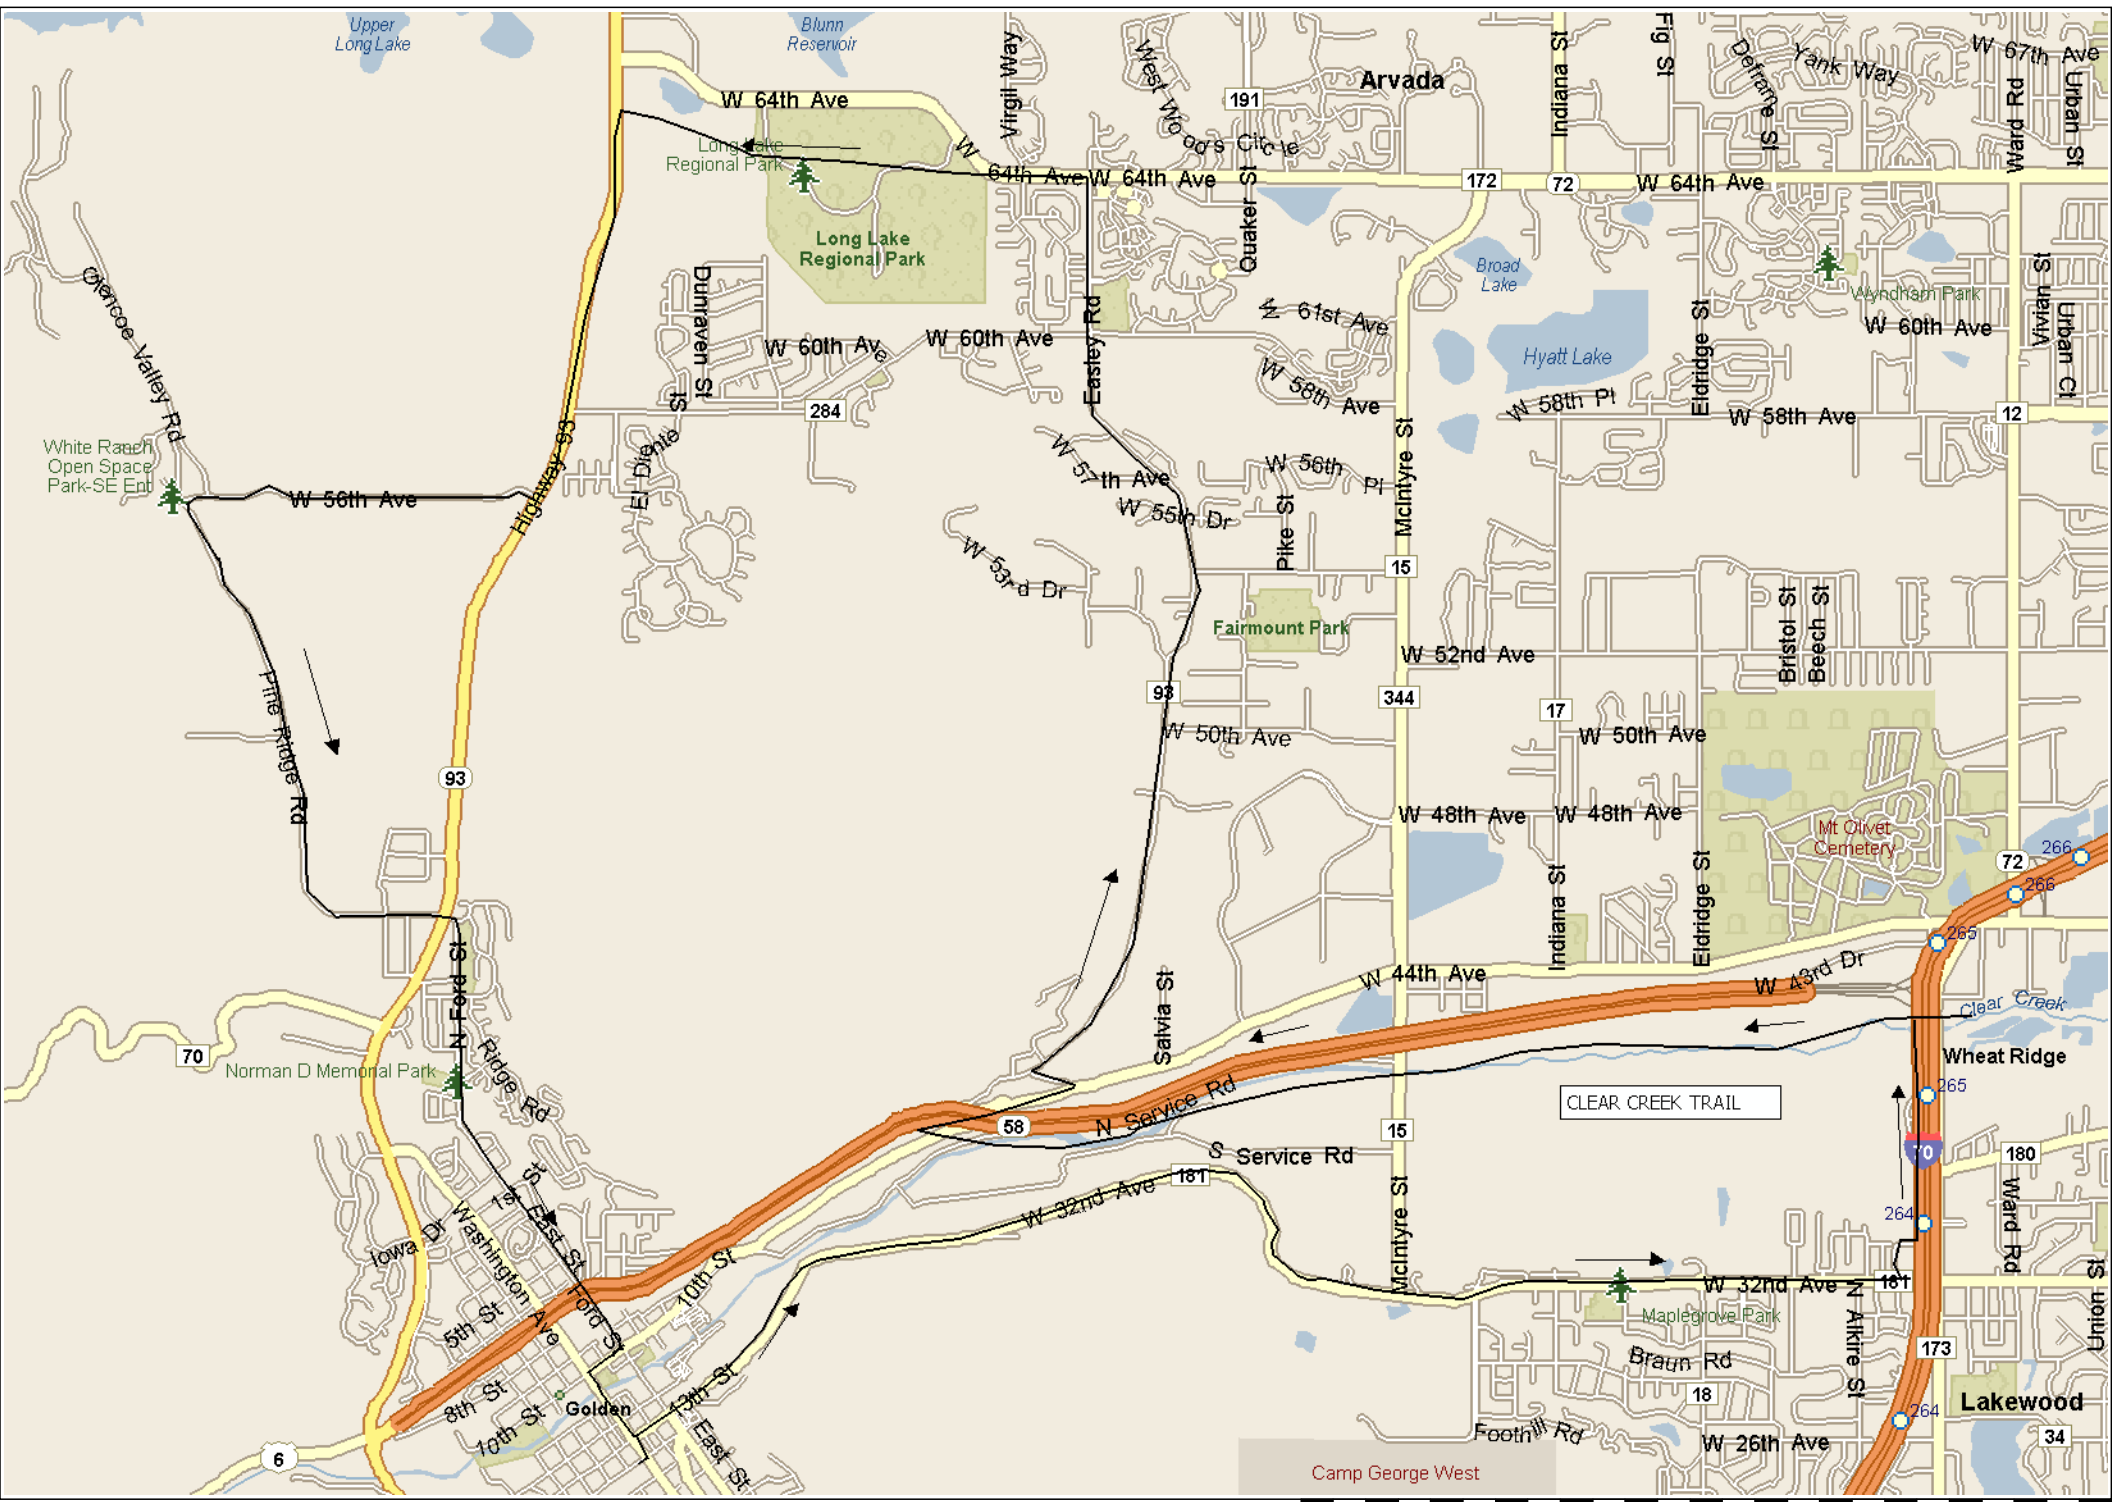 Upper
Long Lake
Blunn
Reservoir
Virgil Way
West Woods Circle
191
Arvada
Indiana St
Fig St
Deframe St
Yank Way
W 67th Ave
Ward Rd
Urban St
W 64th Ave
W 64th Ave
W 64th Ave
172
72
W 64th Ave
Long Lake
Regional Park
Long Lake
Regional Park
Quaker St
Broad
Lake
Wyndham Park
Vivian St
Urban Ct
Glencoe Valley Rd
Dunraven St
Easley Rd
W 61st Ave
Hyatt Lake
Eldridge St
W 60th Ave
W 60th Ave
W 60th Ave
W 58th Ave
W 58th Pl
W 58th Ave
12
284
McIntyre St
White Ranch
Open Space
Park-SE Ent
W 56th Ave
Highway 93
El Diente St
W 57th Ave
W 56th Pl
W 55th Dr
Pike St
W 53rd Dr
15
Fairmount Park
Bristol St
Beech St
W 52nd Ave
Pine Ridge Rd
93
344
17
W 50th Ave
W 50th Ave
93
W 48th Ave
W 48th Ave
Mt Olivet
Cemetery
72
266
266
Indiana St
Eldridge St
265
N Ford St
Salvia St
W 44th Ave
W 43rd Dr
Clear Creek
70
Norman D Memorial Park
Ridge Rd
Wheat Ridge
265
CLEAR CREEK TRAIL
58
N Service Rd
15
S Service Rd
70
180
181
W 32nd Ave
McIntyre St
264
Ward Rd
1st St
East St
Iowa Dr
Washington Ave
10th St
Ford St
5th St
W 32nd Ave
181
N Alkire St
Union St
Maplegrove Park
173
Braun Rd
18
8th St
10th St
Golden
13th St
East St
Lakewood
264
6
Foothill Rd
W 26th Ave
34
Camp George West